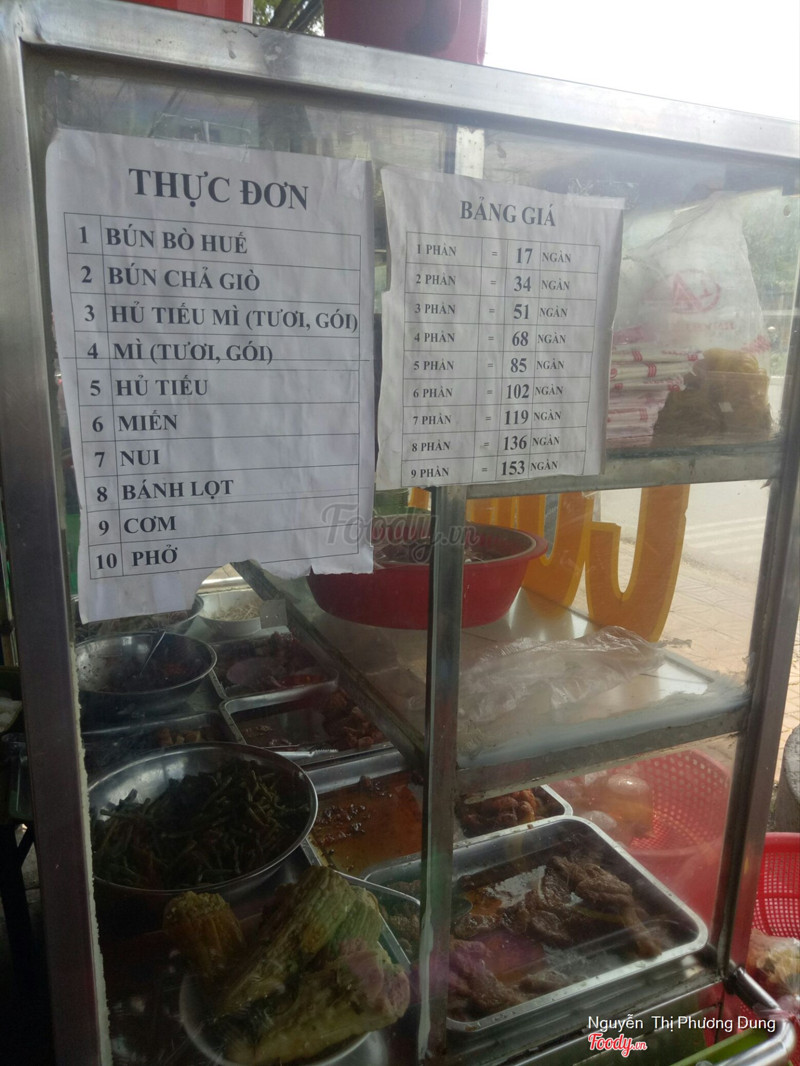 THỰC ĐƠN
1 BÚN BÒ HUẾ
2 BÚN CHẢ GIÒ
3 HỦ TIẾU MÌ (TƯƠI, GÓI)
4 MÌ (TƯƠI, GÓI)
5 HỦ TIẾU
6 MIẾN
7 NUI
8 BÁNH LỌT
9 CƠM
10 PHỞ
BẢNG GIÁ
1 PHẦN = 17 NGÀN
2 PHẦN = 34 NGÀN
3 PHẦN = 51 NGÀN
4 PHẦN = 68 NGÀN
5 PHẦN = 85 NGÀN
6 PHẦN = 102 NGÀN
7 PHẦN = 119 NGÀN
8 PHẦN = 136 NGÀN
9 PHẦN = 153 NGÀN
Foody.vn
Nguyễn Thị Phương Dung
Foody.vn